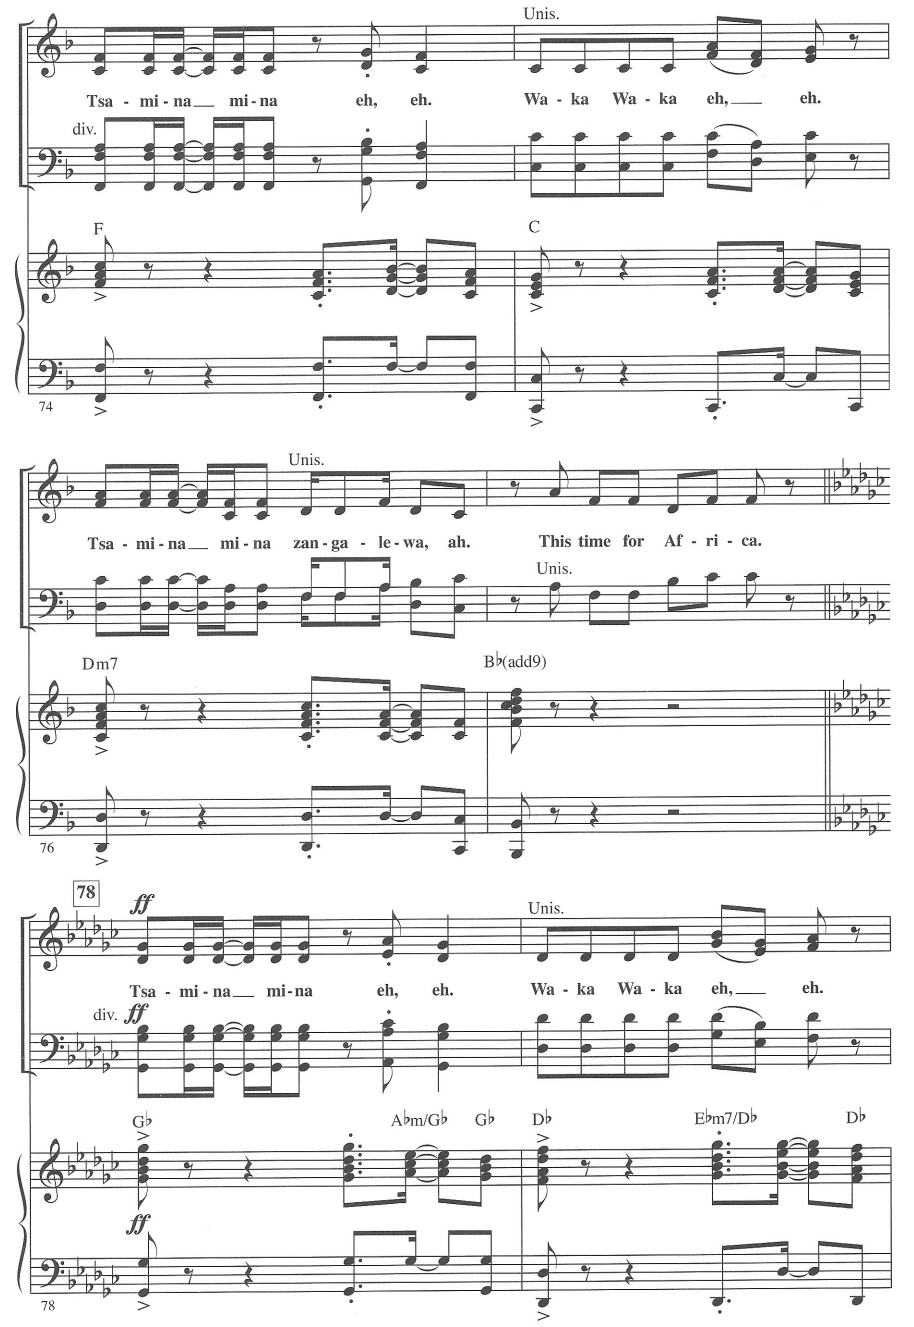 Unis.
Tsa - mi - na mi - na eh, eh. Wa - ka Wa - ka eh, eh.
div.
F C
74
Unis.
Tsa - mi - na mi - na zan - ga - le - wa, ah. This time for Af - ri - ca.
Unis.
Dm7 B♭(add9)
76
78
ff Unis.
Tsa - mi - na mi - na eh, eh. Wa - ka Wa - ka eh, eh.
div. ff
G♭ A♭m/G♭ G♭ D♭ E♭m7/D♭ D♭
ff
78